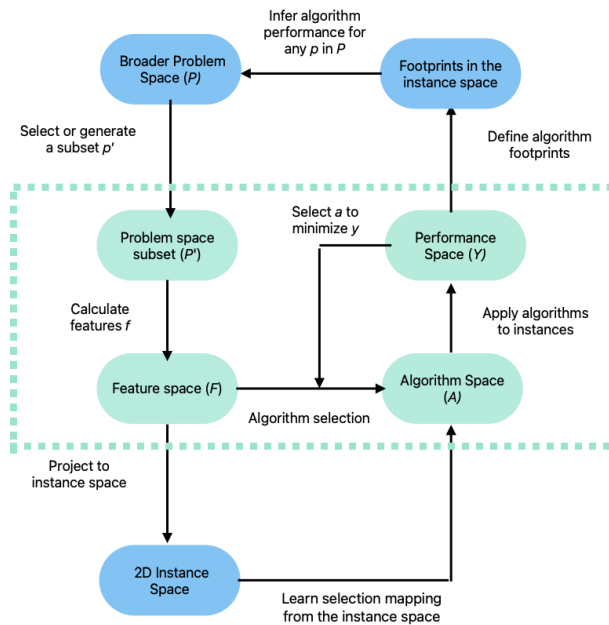 Infer algorithm
performance for
any p in P
Broader Problem
Space (P)
Footprints in the
instance space
Select or generate
a subset p'
Define algorithm
footprints
Select a to
minimize y
Problem space
subset (P')
Performance
Space (Y)
Calculate
features f
Apply algorithms
to instances
Feature space (F)
Algorithm Space
(A)
Algorithm selection
Project to
instance space
2D Instance
Space
Learn selection mapping
from the instance space